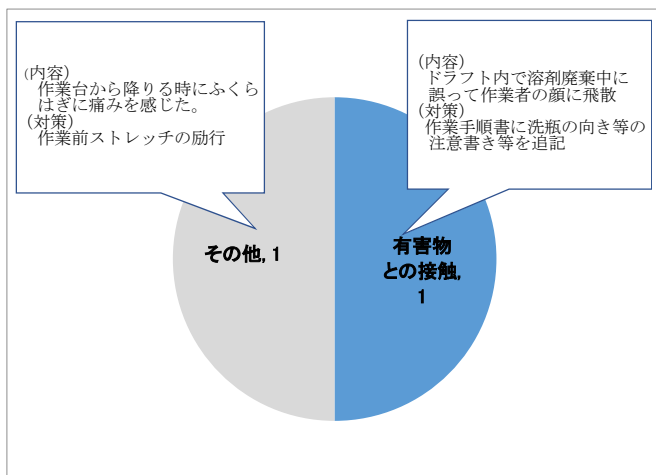 (内容)
作業台から降りる時にふくら
はぎに痛みを感じた。
(対策)
作業前ストレッチの励行
(内容)
ドラフト内で溶剤廃棄中に
誤って作業者の顔に飛散
(対策)
作業手順書に洗瓶の向き等の
注意書き等を追記
その他, 1
有害物
との接触,
1